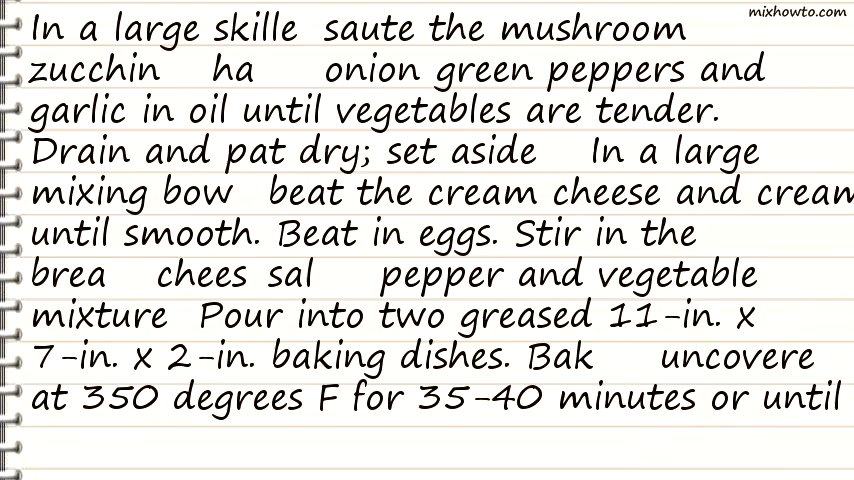 mixhowto.com
In a large skille saute the mushroom
zucchin ha onion green peppers and
garlic in oil until vegetables are tender.
Drain and pat dry; set aside In a large
mixing bow beat the cream cheese and cream
until smooth. Beat in eggs. Stir in the
brea chees sal pepper and vegetable
mixture Pour into two greased 11-in. x
7-in. x 2-in. baking dishes. Bak uncovere
at 350 degrees F for 35-40 minutes or until